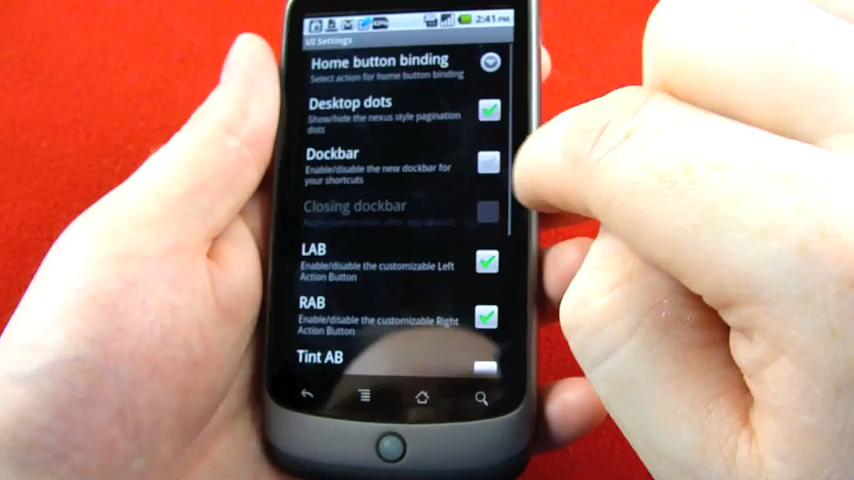 2:41 PM
UI Settings
Home button binding
Select action for home button binding
Desktop dots
Show/hide the nexus style pagination
dots
Dockbar
Enable/disable the new dockbar for
your shortcuts
Closing dockbar
LAB
Enable/disable the customizable Left
Action Button
RAB
Enable/disable the customizable Right
Action Button
Tint AB